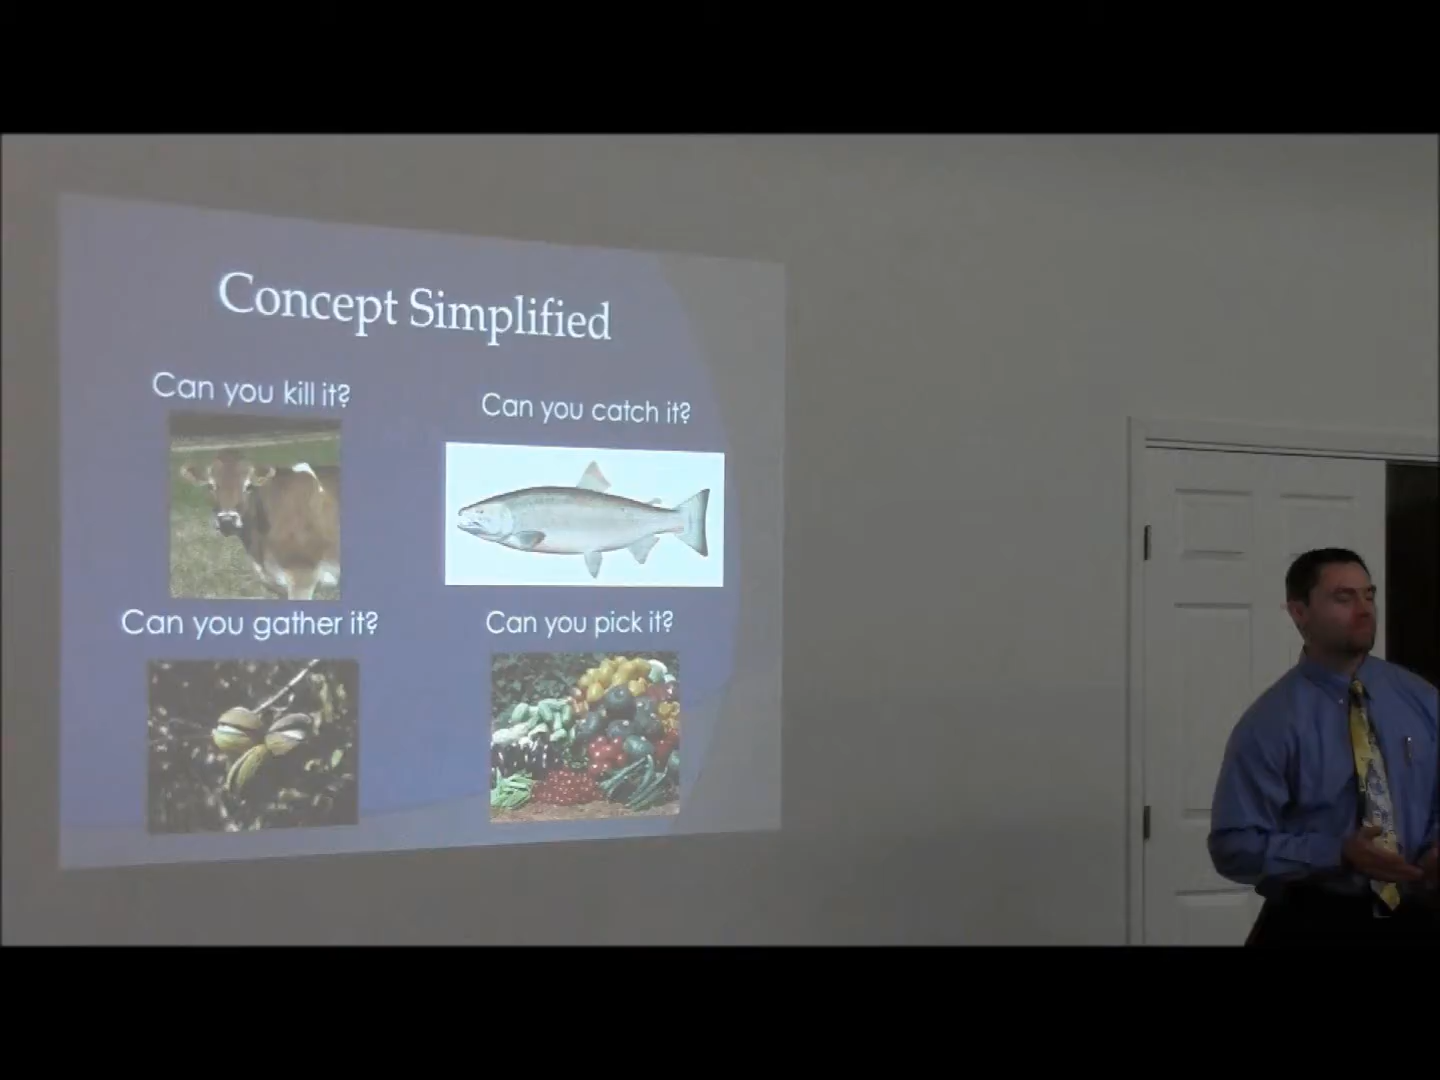 Concept Simplified
Can you kill it?
Can you catch it?
Can you gather it?
Can you pick it?